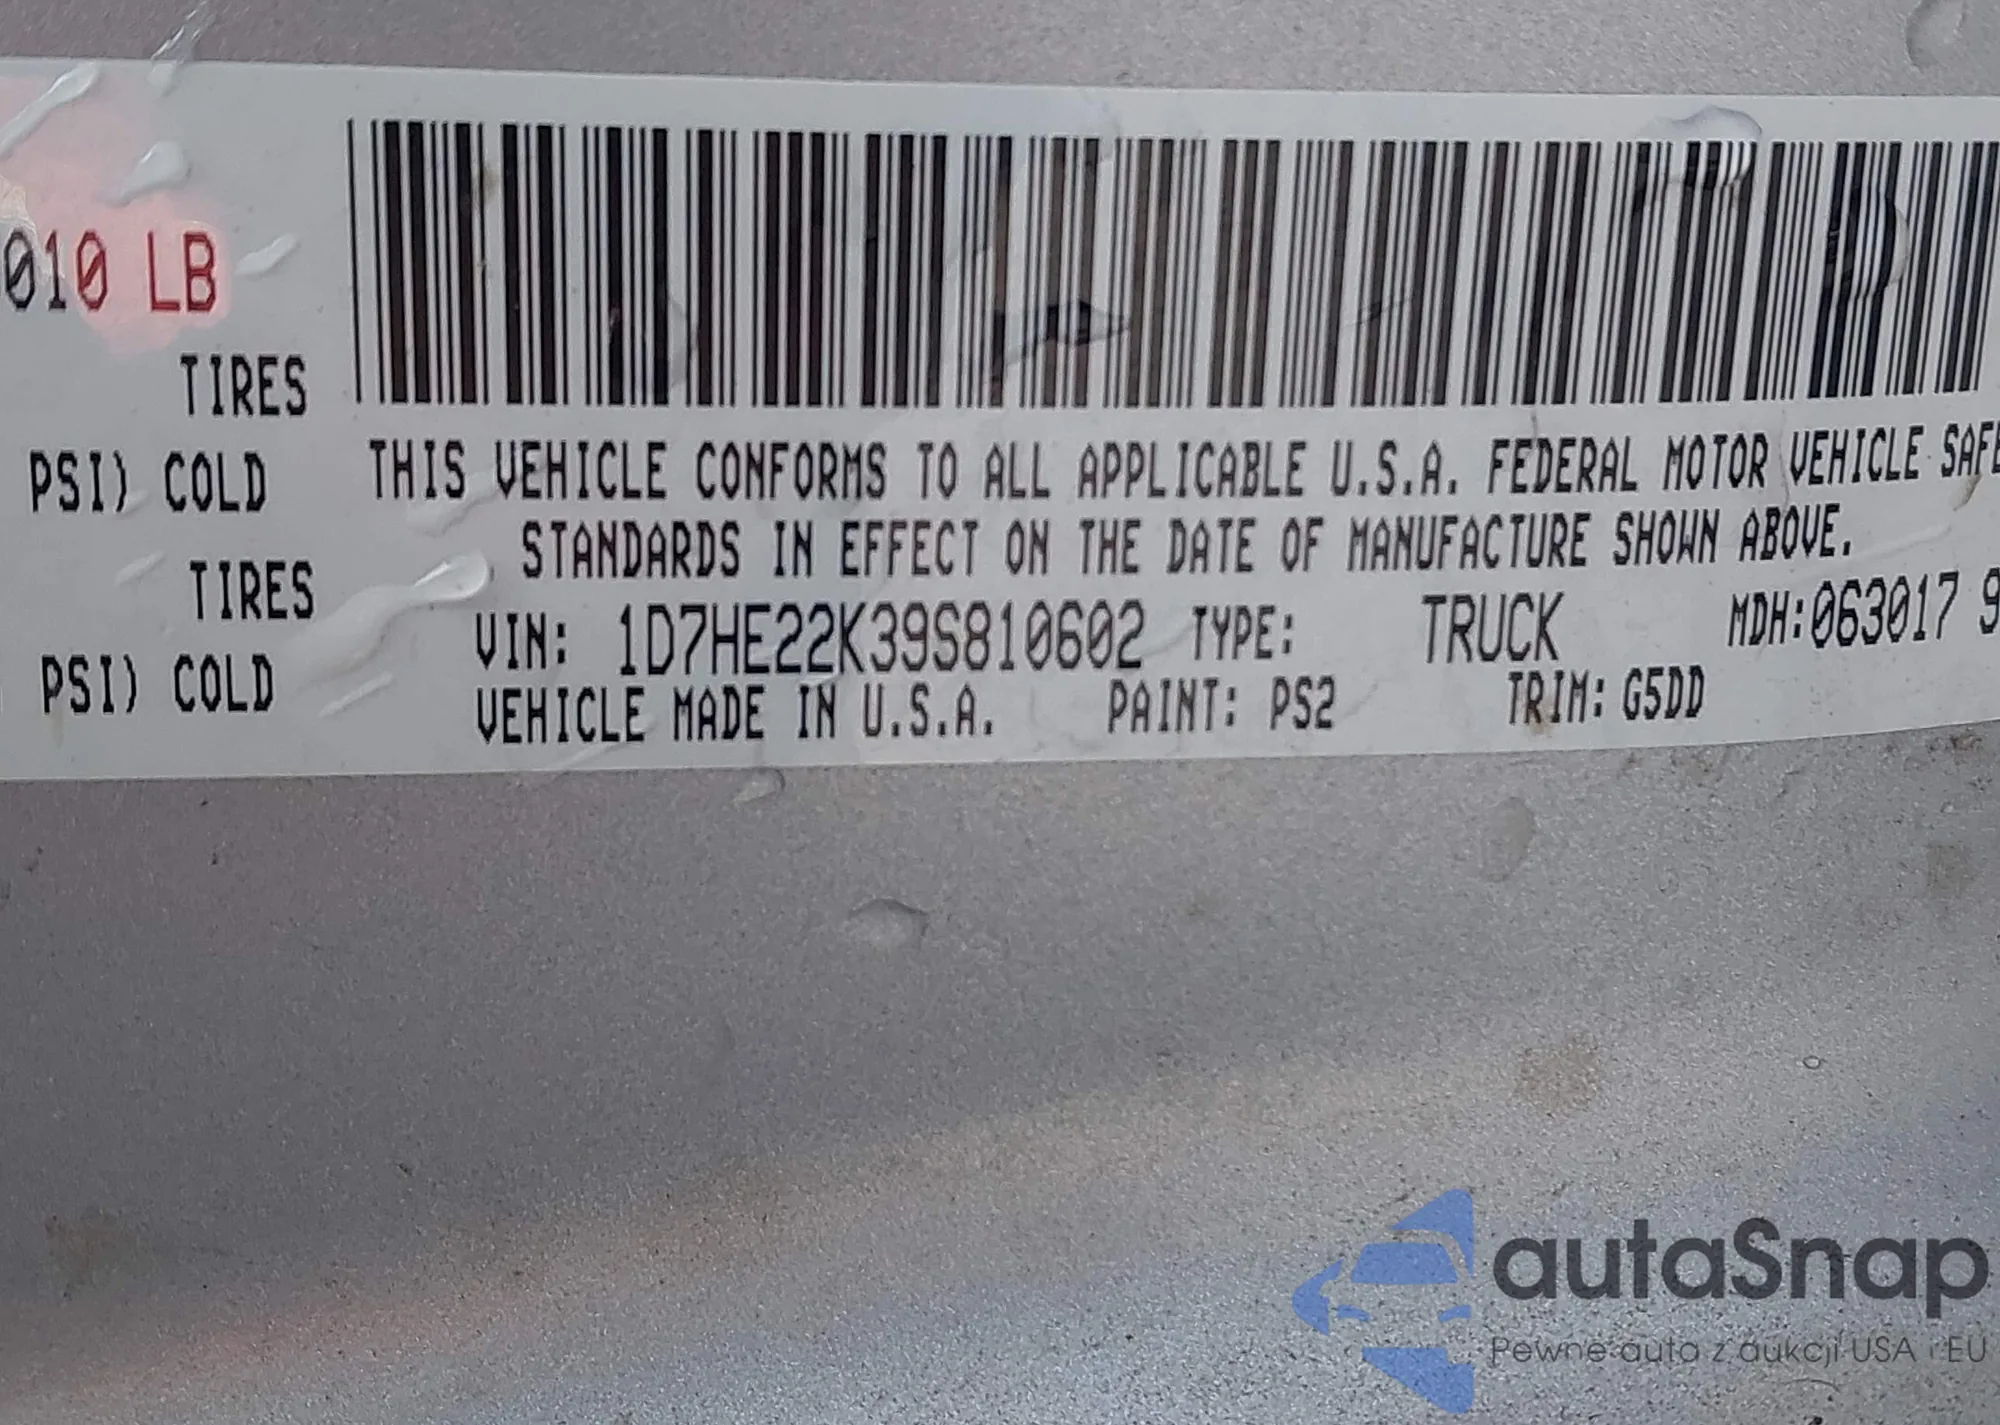 010 LB
TIRES
PSI) COLD
TIRES
PSI) COLD
THIS VEHICLE CONFORMS TO ALL APPLICABLE U.S.A. FEDERAL MOTOR VEHICLE SAFE
STANDARDS IN EFFECT ON THE DATE OF MANUFACTURE SHOWN ABOVE.
VIN: 1D7HE22K39S810602 TYPE: TRUCK MDH:063017 9
VEHICLE MADE IN U.S.A. PAINT: PS2 TRIM: G5DD
autaSnap
Pewne auta z aukcji USA i EU